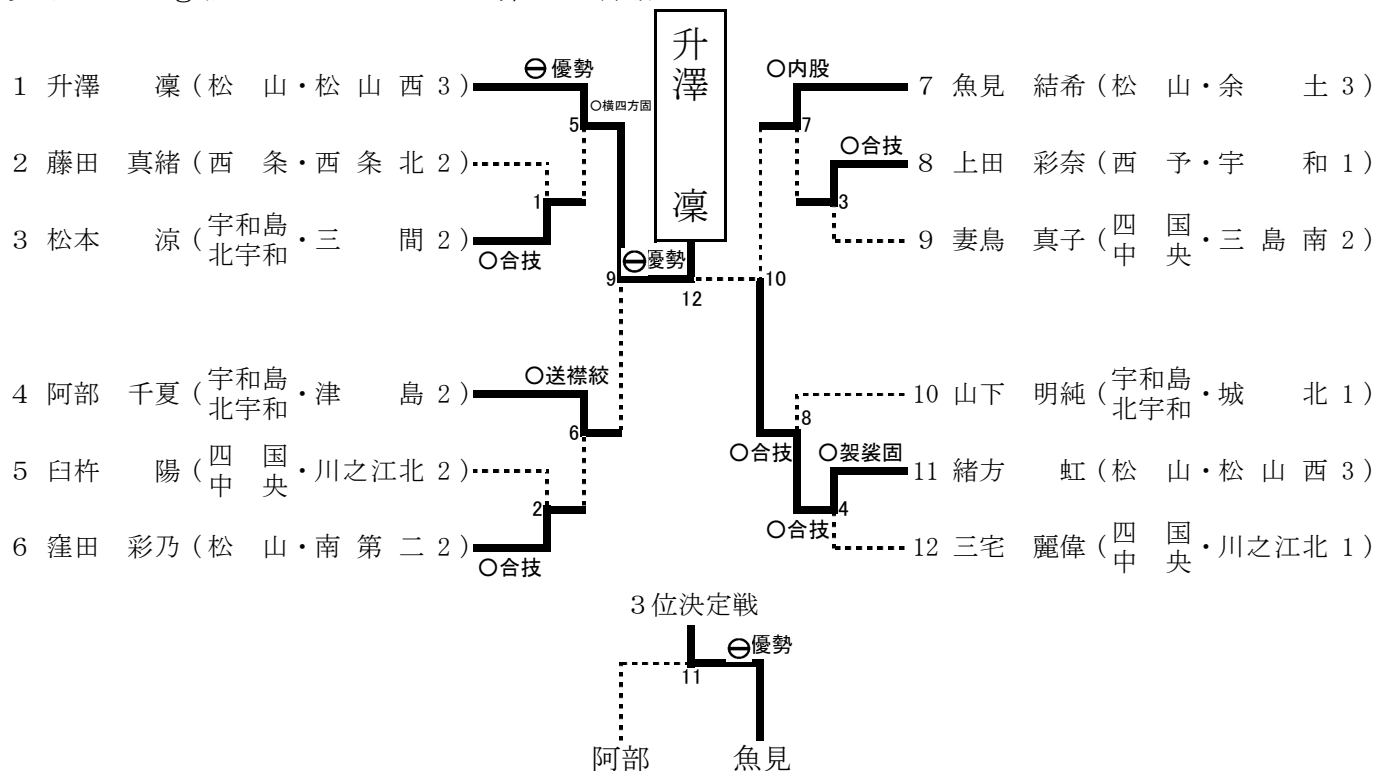 升澤 凜
1 升澤 凜(松 山・松 山 西 3)
⊖優勢
○横四方固
5
2 藤田 真緒(西 条・西 条 北 2)
1
3 松本 涼(宇和島北宇和・三 間 2)
○合技
9
⊖優勢
12
4 阿部 千夏(宇和島北宇和・津 島 2)
○送襟絞
6
5 臼杵 陽(四国中央・川之江北 2)
2
6 窪田 彩乃(松 山・南 第 二 2)
○合技
○内股
7 魚見 結希(松 山・余 土 3)
7
○合技
8 上田 彩奈(西 予・宇 和 1)
3
9 妻鳥 真子(四国中央・三 島 南 2)
10
10 山下 明純(宇和島北宇和・城 北 1)
8
○合技
○袈裟固
11 緒方 虹(松 山・松 山 西 3)
4
○合技
12 三宅 麗偉(四国中央・川之江北 1)
3位決定戦
⊖優勢
11
阿部 魚見